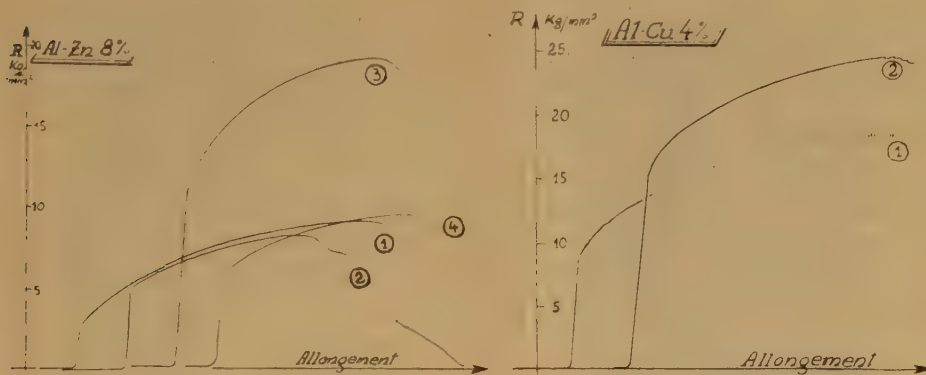 R
Kg
mm²
20
Al-Zn 8%
15
10
5
①
②
③
④
Allongement
R Kg/mm²
Al-Cu 4%
25
20
15
10
5
②
①
Allongement